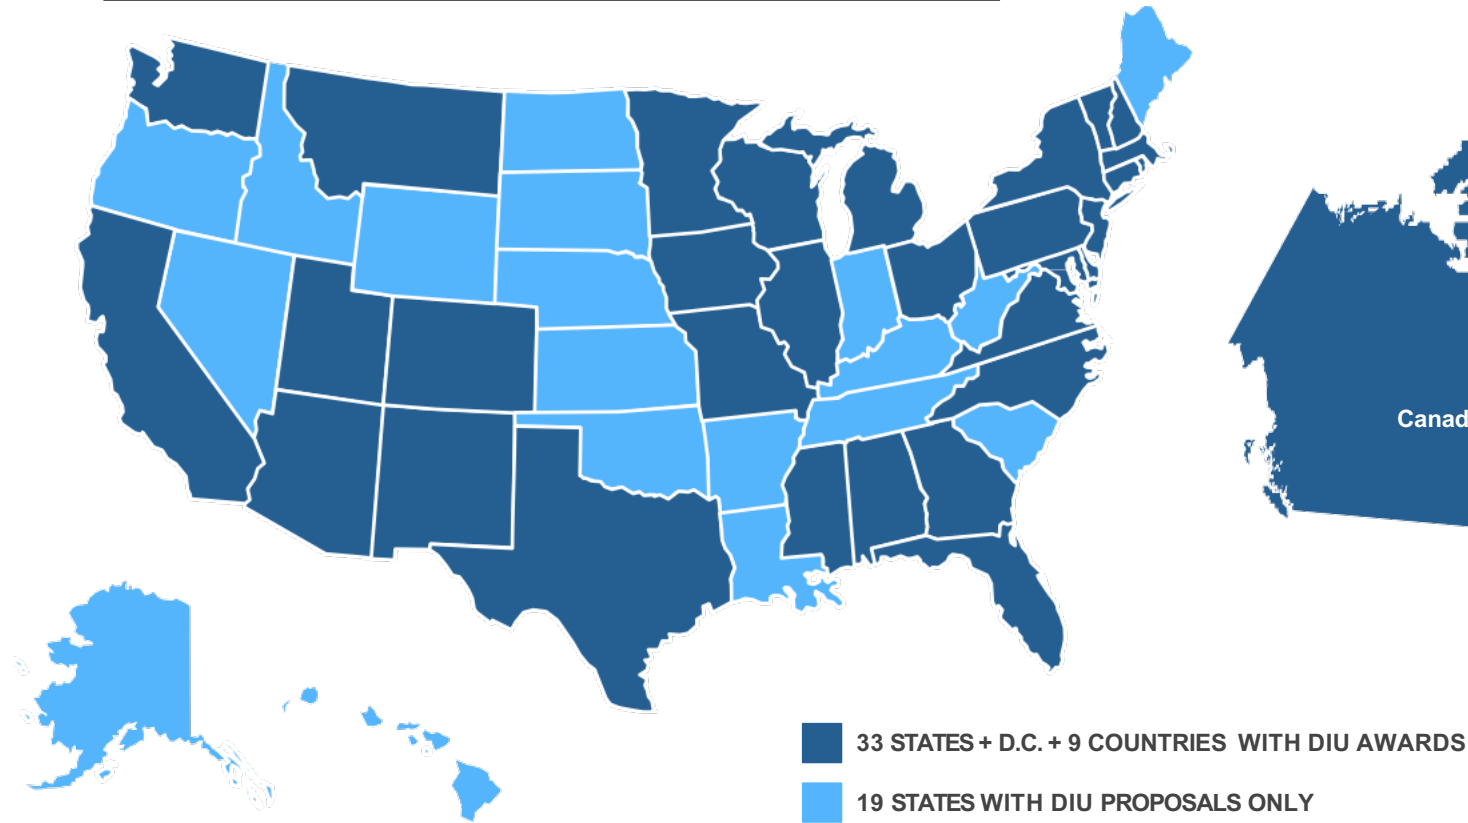 Canad
33 STATES + D.C. + 9 COUNTRIES WITH DIU AWARDS
19 STATES WITH DIU PROPOSALS ONLY